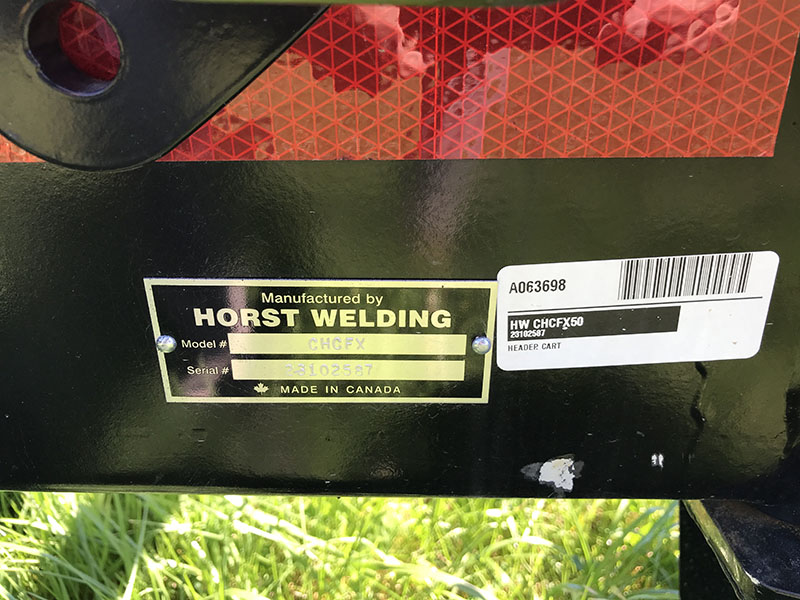 Manufactured by
HORST WELDING
Model # CHCFX
Serial # 23102587
MADE IN CANADA
A063698
HW CHCFX50
23102587
HEADER CART